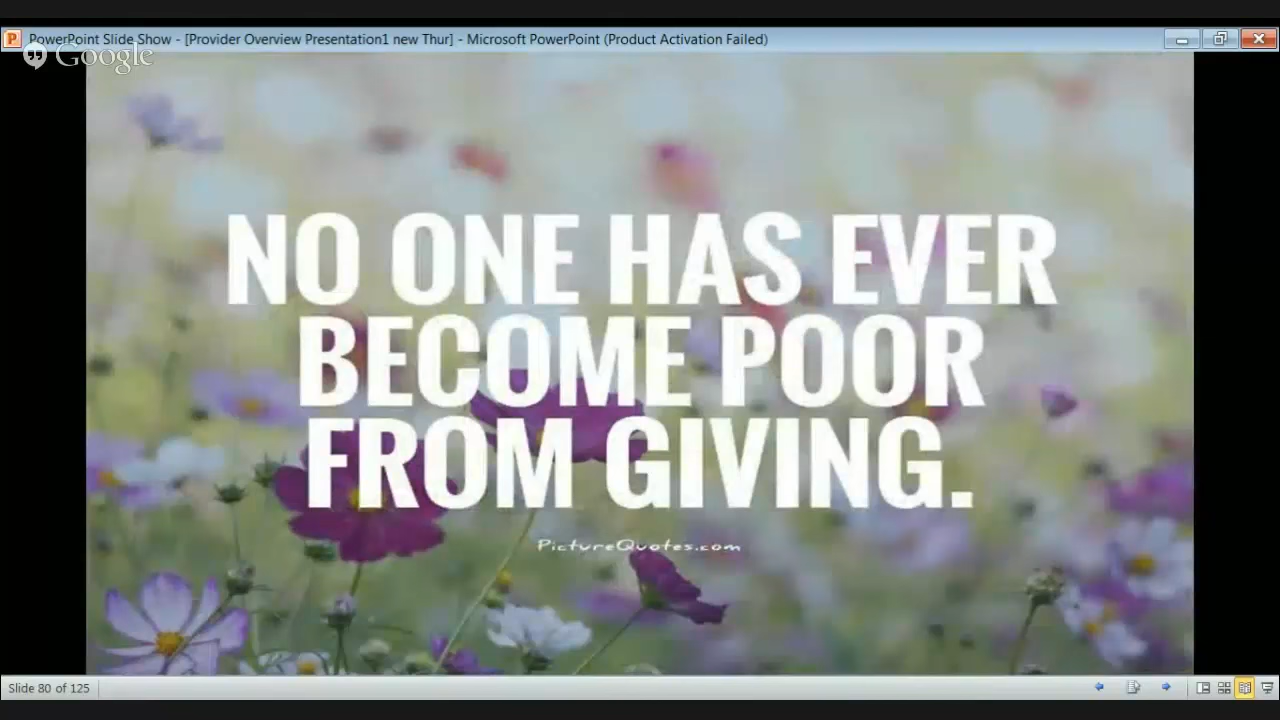 PowerPoint Slide Show - [Provider Overview Presentation1 new Thur] - Microsoft PowerPoint (Product Activation Failed)
Google
NO ONE HAS EVER
BECOME POOR
FROM GIVING.
PictureQuotes.com
Slide 80 of 125